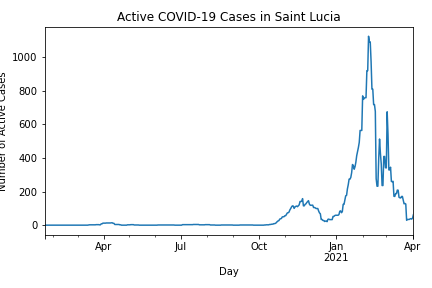 Active COVID-19 Cases in Saint Lucia
Number of Active Cases
1000
800
600
400
200
0
Apr
Jul
Oct
Jan
2021
Apr
Day